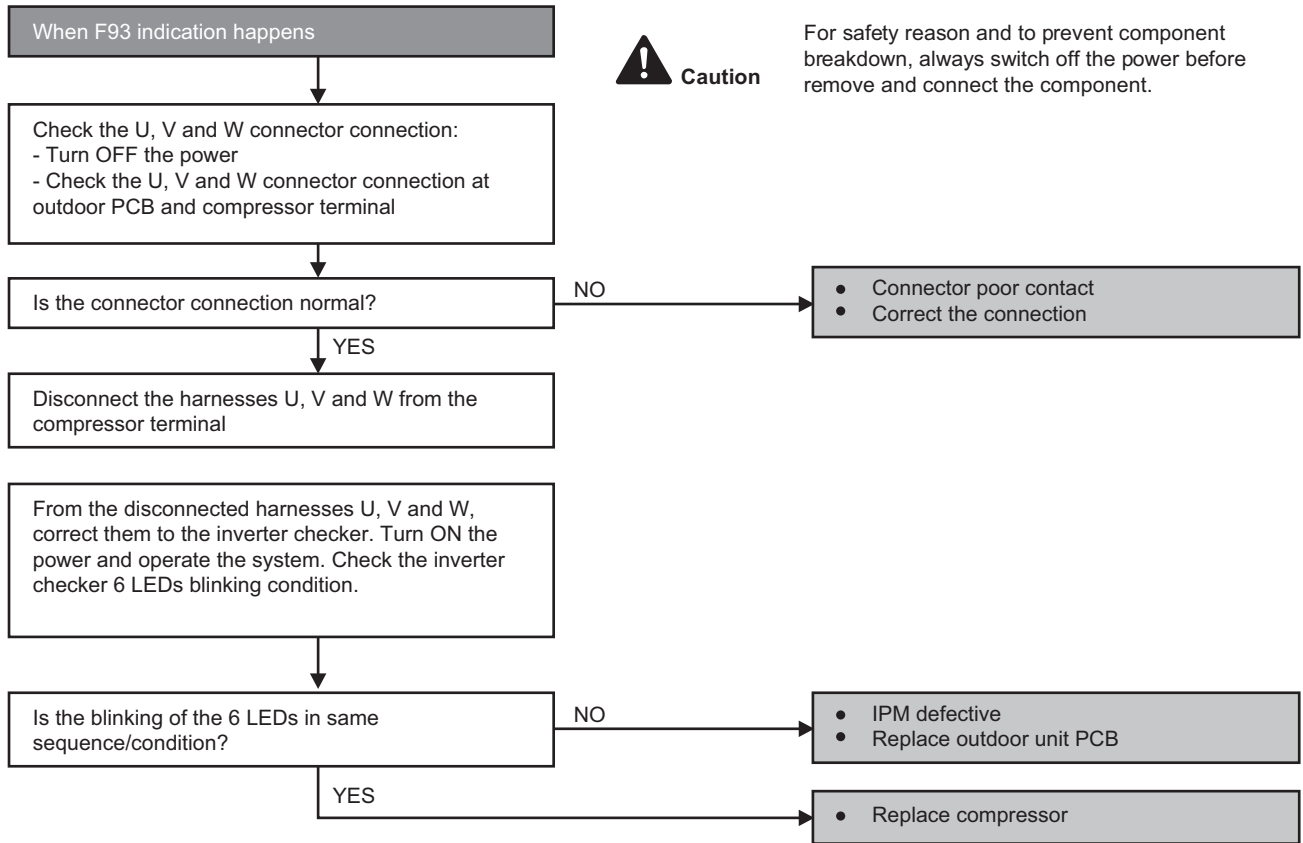 When F93 indication happens
Caution
For safety reason and to prevent component
breakdown, always switch off the power before
remove and connect the component.
Check the U, V and W connector connection:
- Turn OFF the power
- Check the U, V and W connector connection at
outdoor PCB and compressor terminal
Is the connector connection normal?
NO
● Connector poor contact
● Correct the connection
YES
Disconnect the harnesses U, V and W from the
compressor terminal
From the disconnected harnesses U, V and W,
correct them to the inverter checker. Turn ON the
power and operate the system. Check the inverter
checker 6 LEDs blinking condition.
Is the blinking of the 6 LEDs in same
sequence/condition?
NO
● IPM defective
● Replace outdoor unit PCB
YES
● Replace compressor